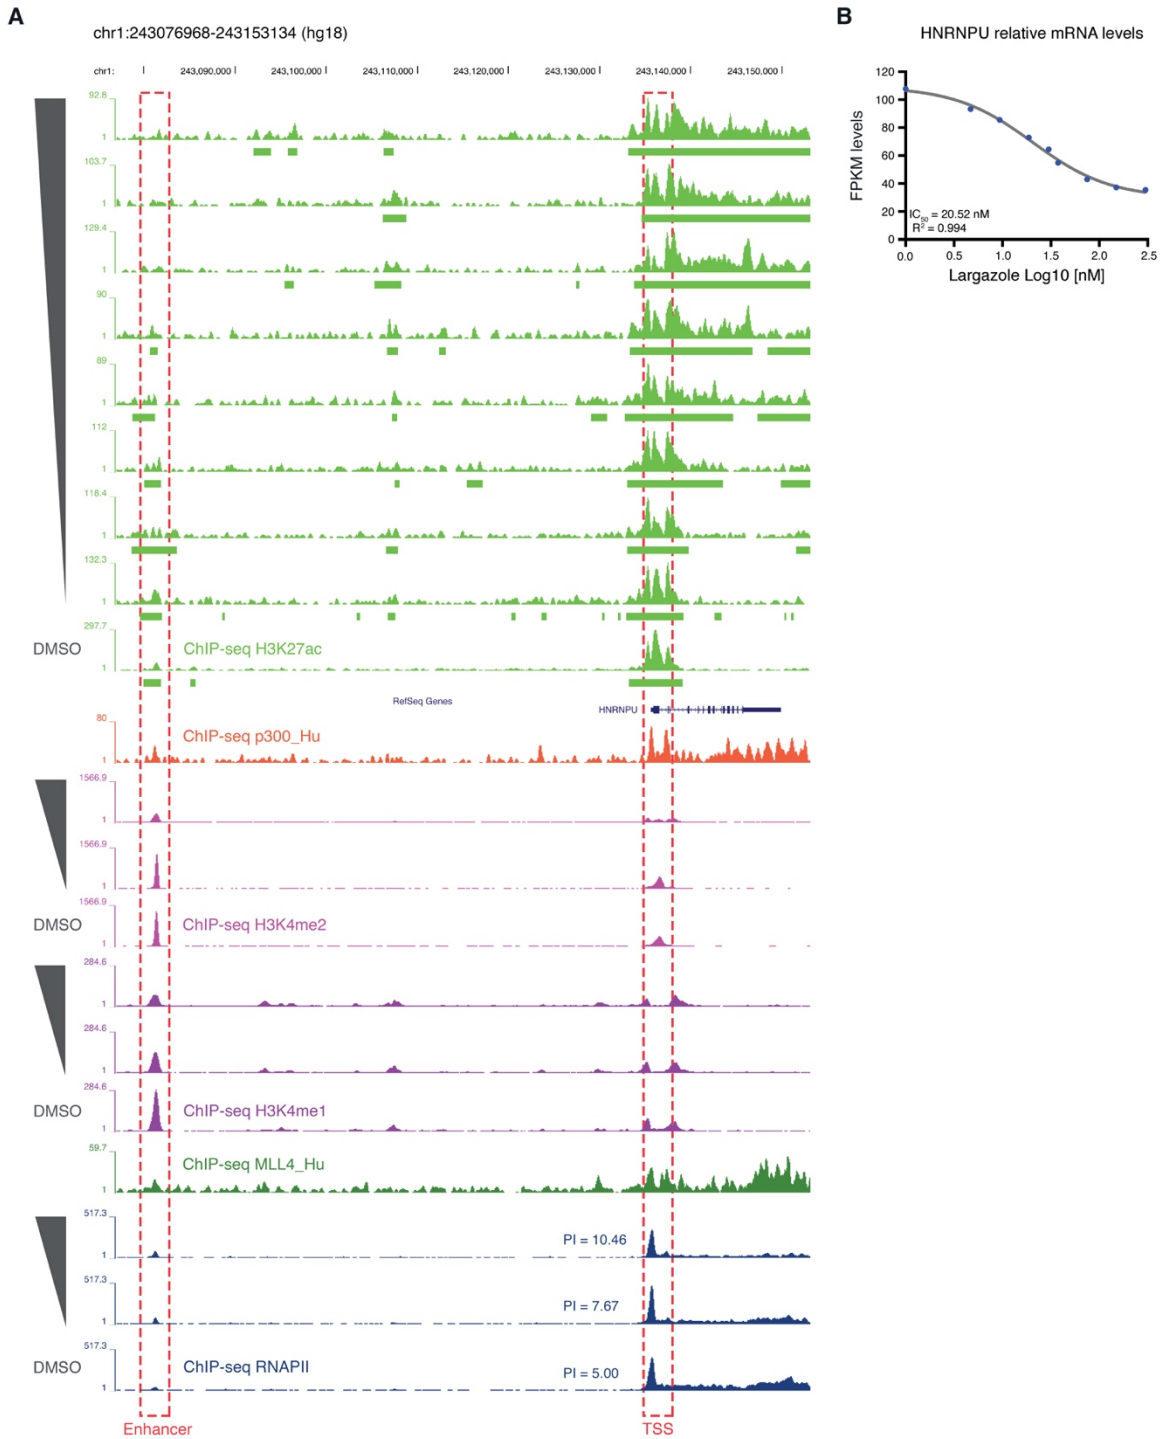 A
chr1:243076968-243153134 (hg18)
chr1: 243,090,000 243,100,000 243,110,000 243,120,000 243,130,000 243,140,000 243,150,000
92.8
1
103.7
1
129.4
1
90
1
89
1
112
1
118.4
1
132.3
1
297.7
DMSO ChIP-seq H3K27ac
1
RefSeq Genes
HNRNPU
80
ChIP-seq p300_Hu
1
1566.9
1
1566.9
1
1566.9
DMSO ChIP-seq H3K4me2
1
284.6
1
284.6
1
284.6
DMSO ChIP-seq H3K4me1
1
59.7
ChIP-seq MLL4_Hu
1
517.3
PI = 10.46
1
517.3
PI = 7.67
1
517.3
DMSO ChIP-seq RNAPII PI = 5.00
1
Enhancer TSS
B
HNRNPU relative mRNA levels
120
100
80
60
40
20
0
FPKM levels
IC50 = 20.52 nM
R2 = 0.994
0.0 0.5 1.0 1.5 2.0 2.5
Largazole Log10 [nM]